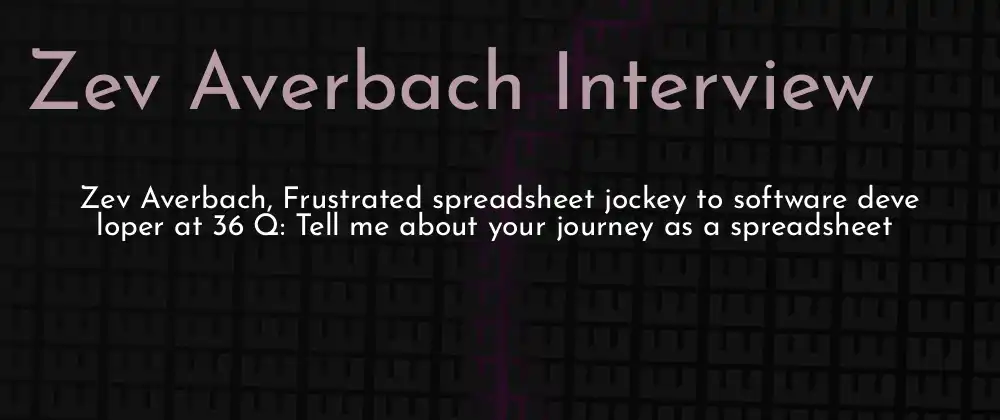 Zev Averbach Interview
Zev Averbach, Frustrated spreadsheet jockey to software deve
loper at 36 Q: Tell me about your journey as a spreadsheet